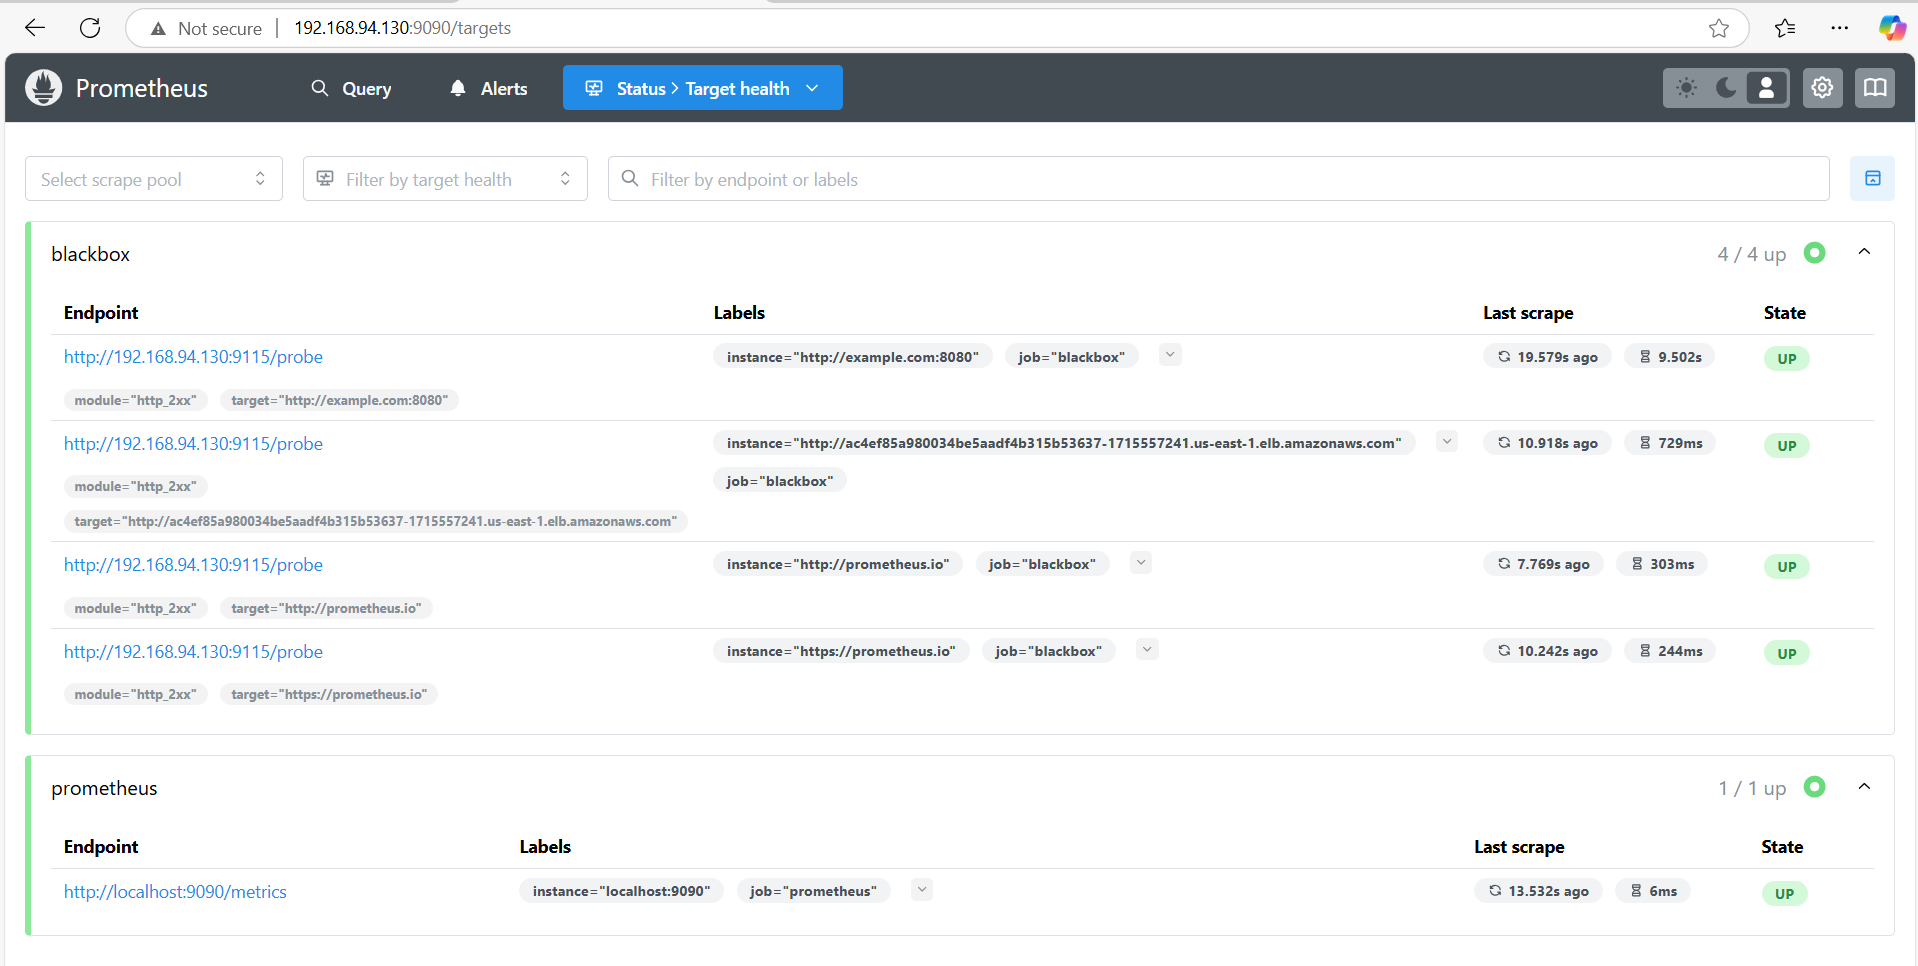 Not secure 192.168.94.130:9090/targets
Prometheus Query Alerts Status > Target health
Select scrape pool Filter by target health Filter by endpoint or labels
blackbox 4 / 4 up
Endpoint Labels Last scrape State
http://192.168.94.130:9115/probe instance="http://example.com:8080" job="blackbox" 19.579s ago 9.502s UP
module="http_2xx" target="http://example.com:8080"
http://192.168.94.130:9115/probe instance="http://ac4ef85a980034be5aadf4b315b53637-1715557241.us-east-1.elb.amazonaws.com" 10.918s ago 729ms UP
job="blackbox"
module="http_2xx"
target="http://ac4ef85a980034be5aadf4b315b53637-1715557241.us-east-1.elb.amazonaws.com"
http://192.168.94.130:9115/probe instance="http://prometheus.io" job="blackbox" 7.769s ago 303ms UP
module="http_2xx" target="http://prometheus.io"
http://192.168.94.130:9115/probe instance="https://prometheus.io" job="blackbox" 10.242s ago 244ms UP
module="http_2xx" target="https://prometheus.io"
prometheus 1 / 1 up
Endpoint Labels Last scrape State
http://localhost:9090/metrics instance="localhost:9090" job="prometheus" 13.532s ago 6ms UP